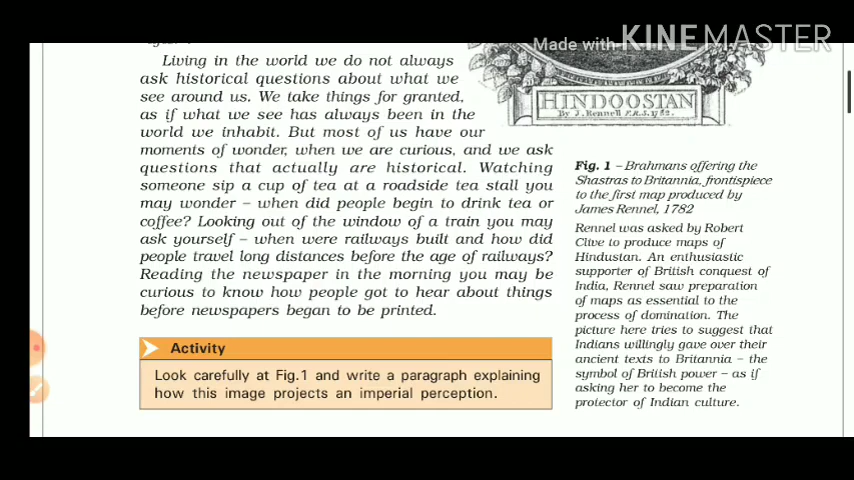 Made with KINEMASTER
Living in the world we do not always
ask historical questions about what we
see around us. We take things for granted,
as if what we see has always been in the
world we inhabit. But most of us have our
moments of wonder, when we are curious, and we ask
questions that actually are historical. Watching
someone sip a cup of tea at a roadside tea stall you
may wonder – when did people begin to drink tea or
coffee? Looking out of the window of a train you may
ask yourself – when were railways built and how did
people travel long distances before the age of railways?
Reading the newspaper in the morning you may be
curious to know how people got to hear about things
before newspapers began to be printed.
Activity
Look carefully at Fig.1 and write a paragraph explaining
how this image projects an imperial perception.
HINDOOSTAN
By J. Rennell F.R.S. 1782.
Fig. 1 – Brahmans offering the
Shastras to Britannia, frontispiece
to the first map produced by
James Rennel, 1782
Rennel was asked by Robert
Clive to produce maps of
Hindustan. An enthusiastic
supporter of British conquest of
India, Rennel saw preparation
of maps as essential to the
process of domination. The
picture here tries to suggest that
Indians willingly gave over their
ancient texts to Britannia – the
symbol of British power – as if
asking her to become the
protector of Indian culture.